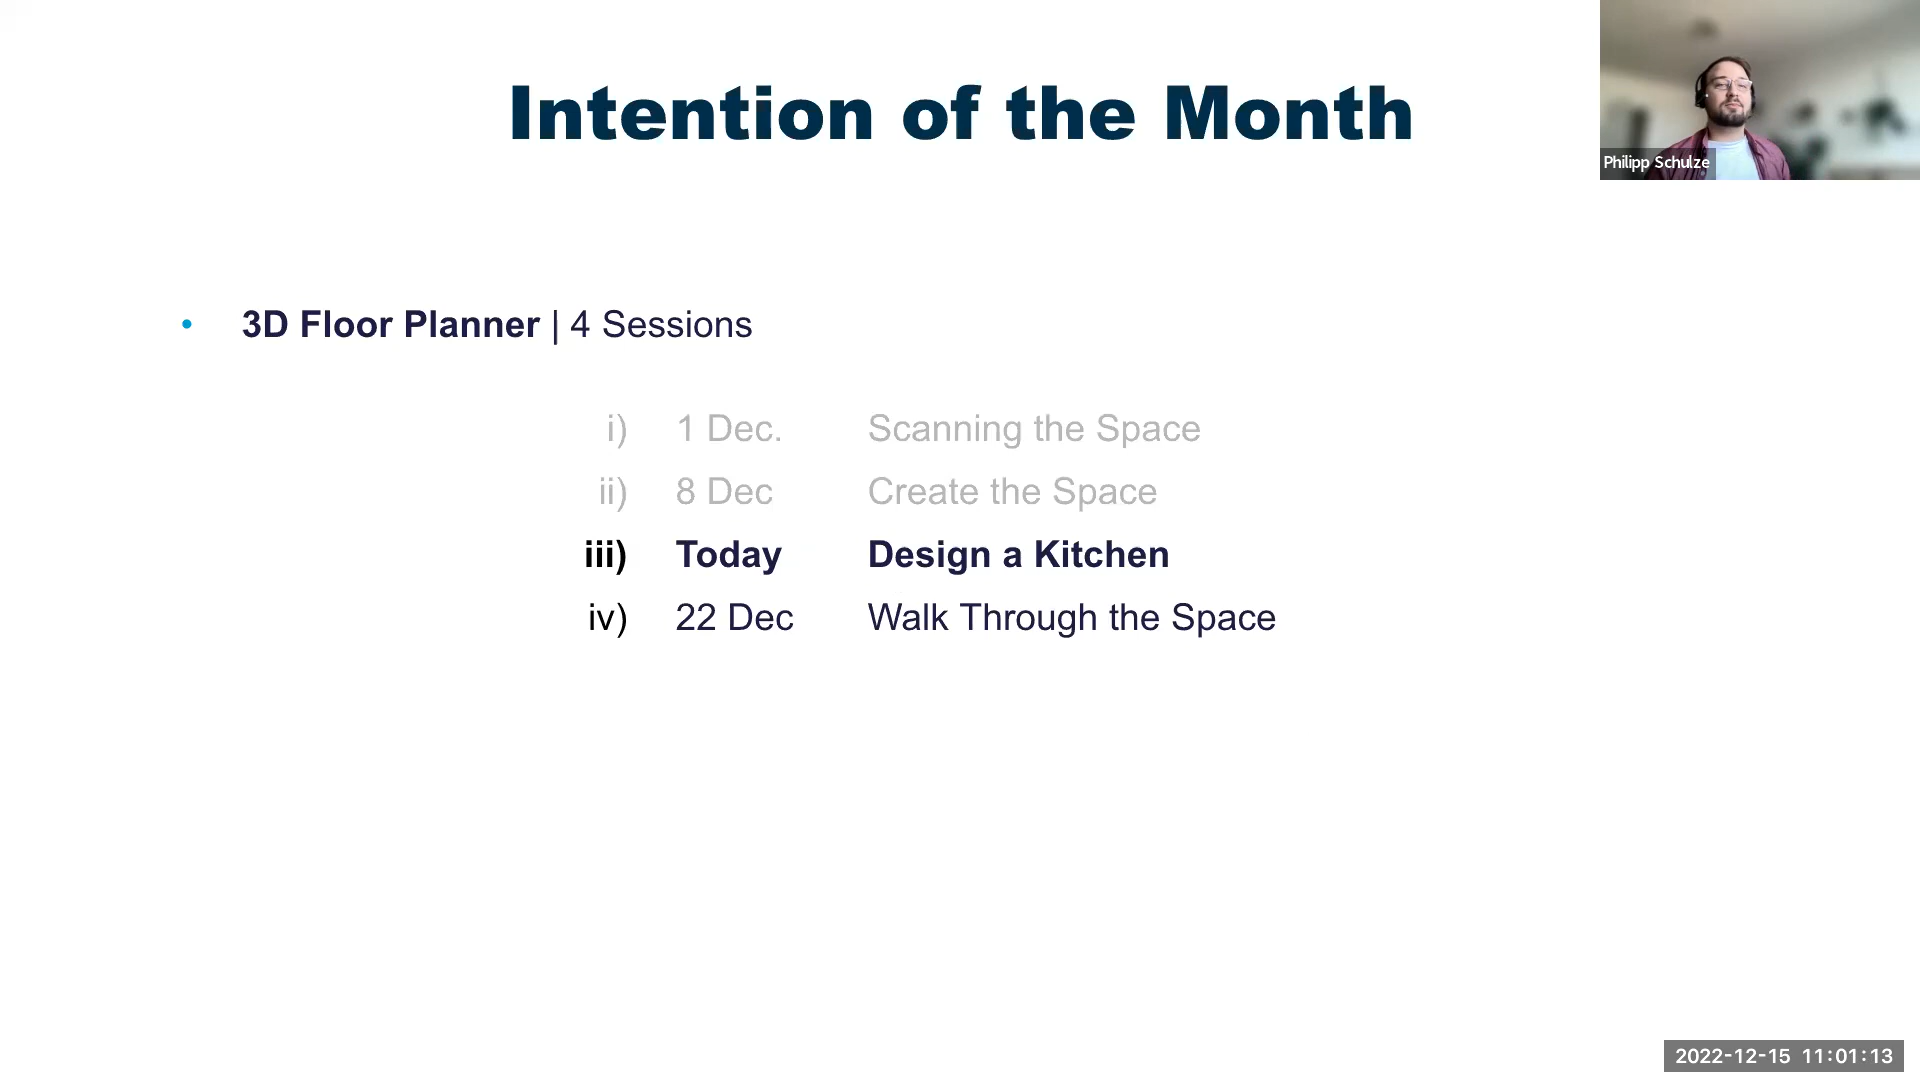 Intention of the Month
Philipp Schulze
• 3D Floor Planner | 4 Sessions
i) 1 Dec. Scanning the Space
ii) 8 Dec Create the Space
iii) Today Design a Kitchen
iv) 22 Dec Walk Through the Space
2022-12-15 11:01:13